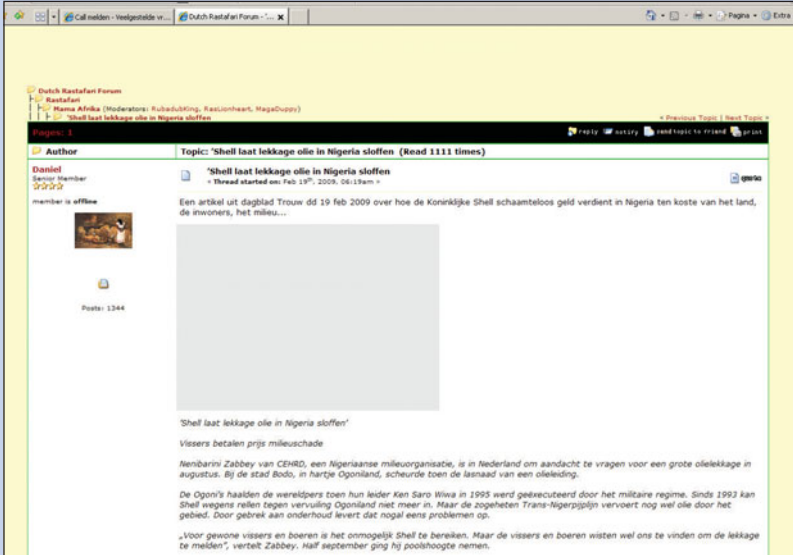 Call melden - Veelgestelde vr...
Dutch Rastafari Forum - '...
Pagina
Extra
Dutch Rastafari Forum
Rastafari
Mama Afrika (Moderators: RubadubKing, RasLionheart, MagaDuppy)
'Shell laat lekkage olie in Nigeria sloffen
« Previous Topic | Next Topic »
Pages: 1
reply notify send topic to friend print
Author
Topic: 'Shell laat lekkage olie in Nigeria sloffen (Read 1111 times)
Daniel
Senior Member
member is offline
Posts: 1344
'Shell laat lekkage olie in Nigeria sloffen
« Thread started on: Feb 19th, 2009, 06:19am »
quote
Een artikel uit dagblad Trouw dd 19 feb 2009 over hoe de Koninklijke Shell schaamteloos geld verdient in Nigeria ten koste van het land,
de inwoners, het milieu...
'Shell laat lekkage olie in Nigeria sloffen'
Vissers betalen prijs milieuschade
Nenibarini Zabbey van CEHRD, een Nigeriaanse milieuorganisatie, is in Nederland om aandacht te vragen voor een grote olielekkage in
augustus. Bij de stad Bodo, in hartje Ogoniland, scheurde toen de lasnaad van een olieleiding.
De Ogoni's haalden de wereldpers toen hun leider Ken Saro Wiwa in 1995 werd geëxecuteerd door het militaire regime. Sinds 1993 kan
Shell wegens rellen tegen vervuiling Ogoniland niet meer in. Maar de zogeheten Trans-Nigerpijplijn vervoert nog wel olie door het
gebied. Door gebrek aan onderhoud levert dat nogal eens problemen op.
„Voor gewone vissers en boeren is het onmogelijk Shell te bereiken. Maar de vissers en boeren wisten wel ons te vinden om de lekkage
te melden", vertelt Zabbey. Half september ging hij poolshoogte nemen.